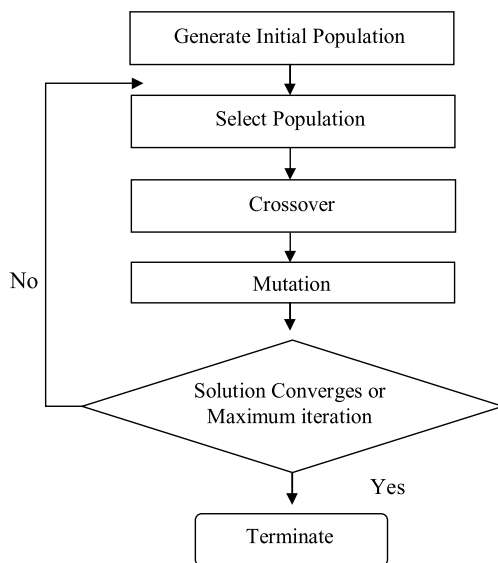 Generate Initial Population
Select Population
Crossover
Mutation
No
Solution Converges or
Maximum iteration
Yes
Terminate